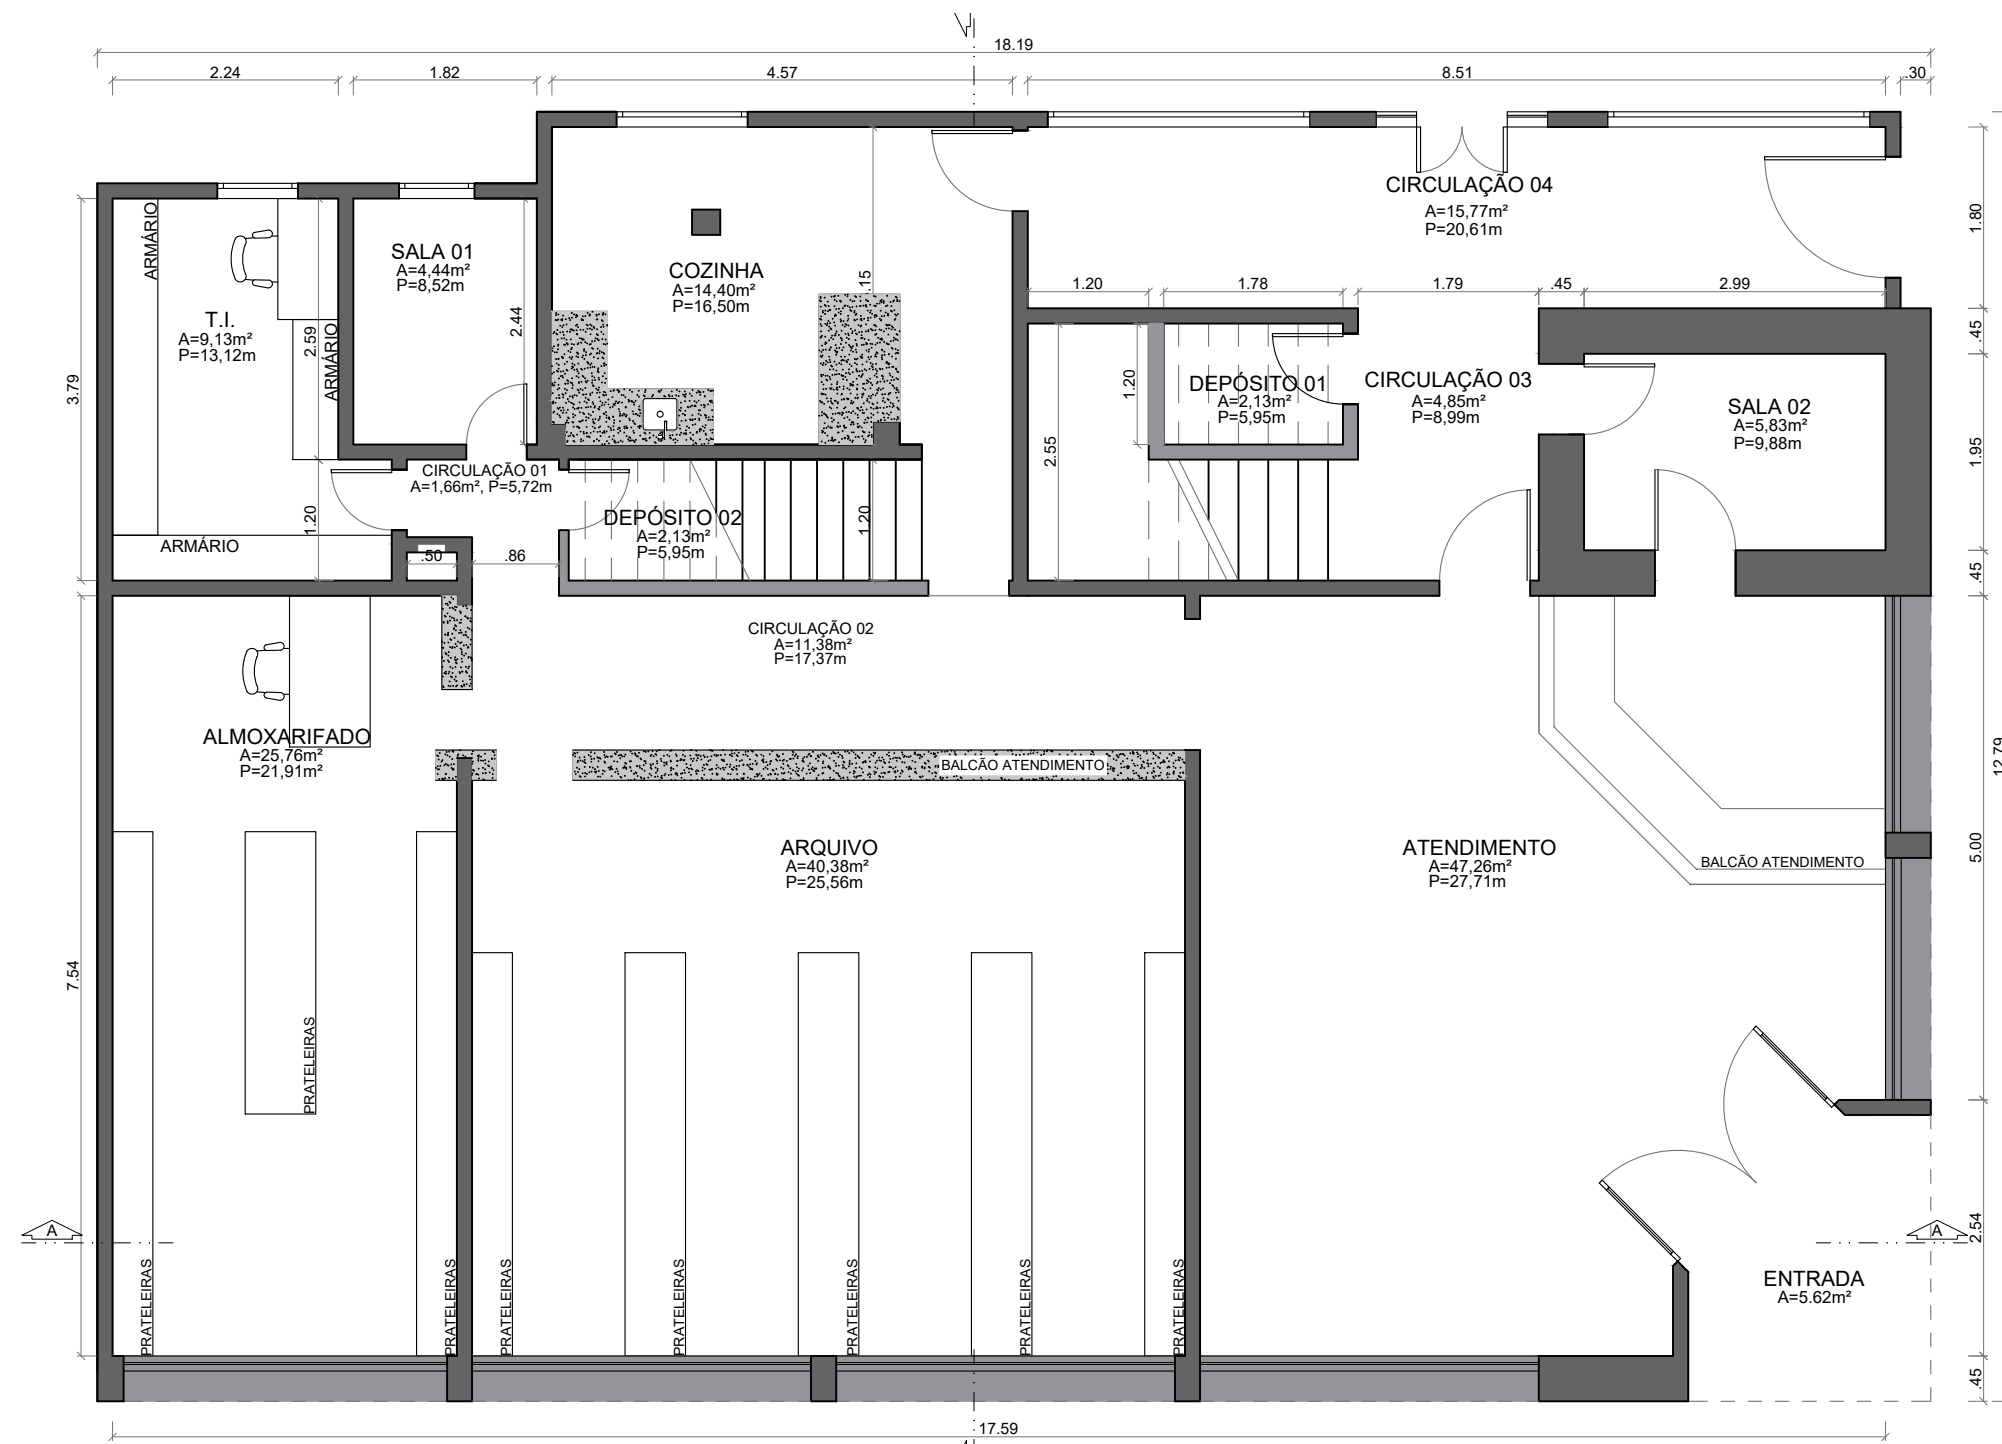 18.19
2.24
1.82
4.57
8.51
.30
CIRCULAÇÃO 04
A=15,77m²
P=20,61m
1.80
ARMÁRIO
SALA 01
A=4,44m²
P=8,52m
COZINHA
A=14,40m²
P=16,50m
.15
1.20
1.78
1.79
.45
2.99
T.I.
A=9,13m²
P=13,12m
2.59
ARMÁRIO
2.44
.45
3.79
1.20
DEPÓSITO 01
A=2,13m²
P=5,95m
CIRCULAÇÃO 03
A=4,85m²
P=8,99m
SALA 02
A=5,83m²
P=9,88m
2.55
1.95
CIRCULAÇÃO 01
A=1,66m², P=5,72m
1.20
DEPÓSITO 02
A=2,13m²
P=5,95m
1.20
ARMÁRIO
.50
.86
.45
CIRCULAÇÃO 02
A=11,38m²
P=17,37m
ALMOXARIFADO
A=25,76m²
P=21,91m²
BALCÃO ATENDIMENTO
12.79
ARQUIVO
A=40,38m²
P=25,56m
ATENDIMENTO
A=47,26m²
P=27,71m
BALCÃO ATENDIMENTO
5.00
7.54
PRATELEIRAS
A
A
2.54
PRATELEIRAS
PRATELEIRAS
PRATELEIRAS
PRATELEIRAS
PRATELEIRAS
PRATELEIRAS
PRATELEIRAS
ENTRADA
A=5.62m²
.45
17.59